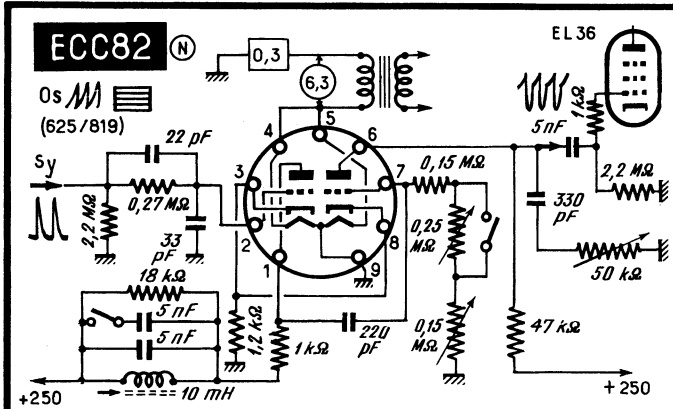 ECC82 N
Os
(625/819)
0,3
6,3
EL36
4 5 6
3 7
2 8
1 9
Sy
22 pF
0,27 MΩ
2,2 MΩ
33 pF
18 kΩ
5 nF
5 nF
10 mH
+250
1,2 kΩ
1 kΩ
220 pF
0,15 MΩ
0,25 MΩ
0,15 MΩ
1 kΩ
5 nF
2,2 MΩ
330 pF
50 kΩ
47 kΩ
+250